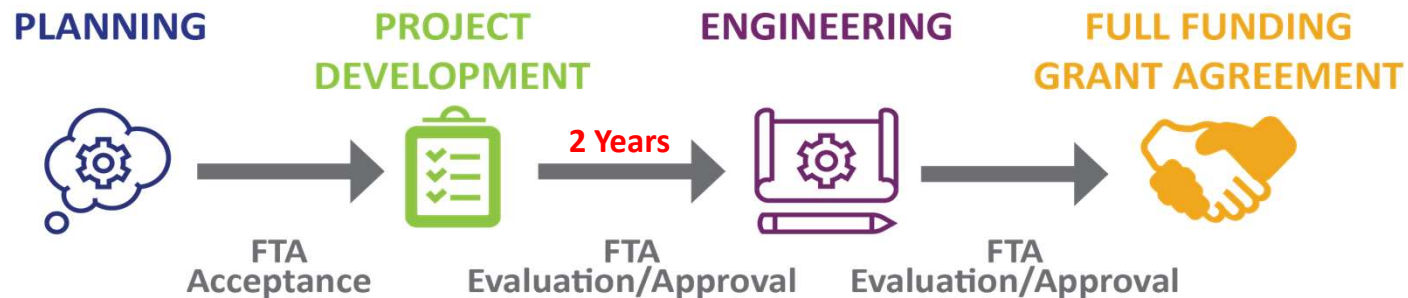 PLANNING
PROJECT
DEVELOPMENT
ENGINEERING
FULL FUNDING
GRANT AGREEMENT
2 Years
FTA
Acceptance
FTA
Evaluation/Approval
FTA
Evaluation/Approval